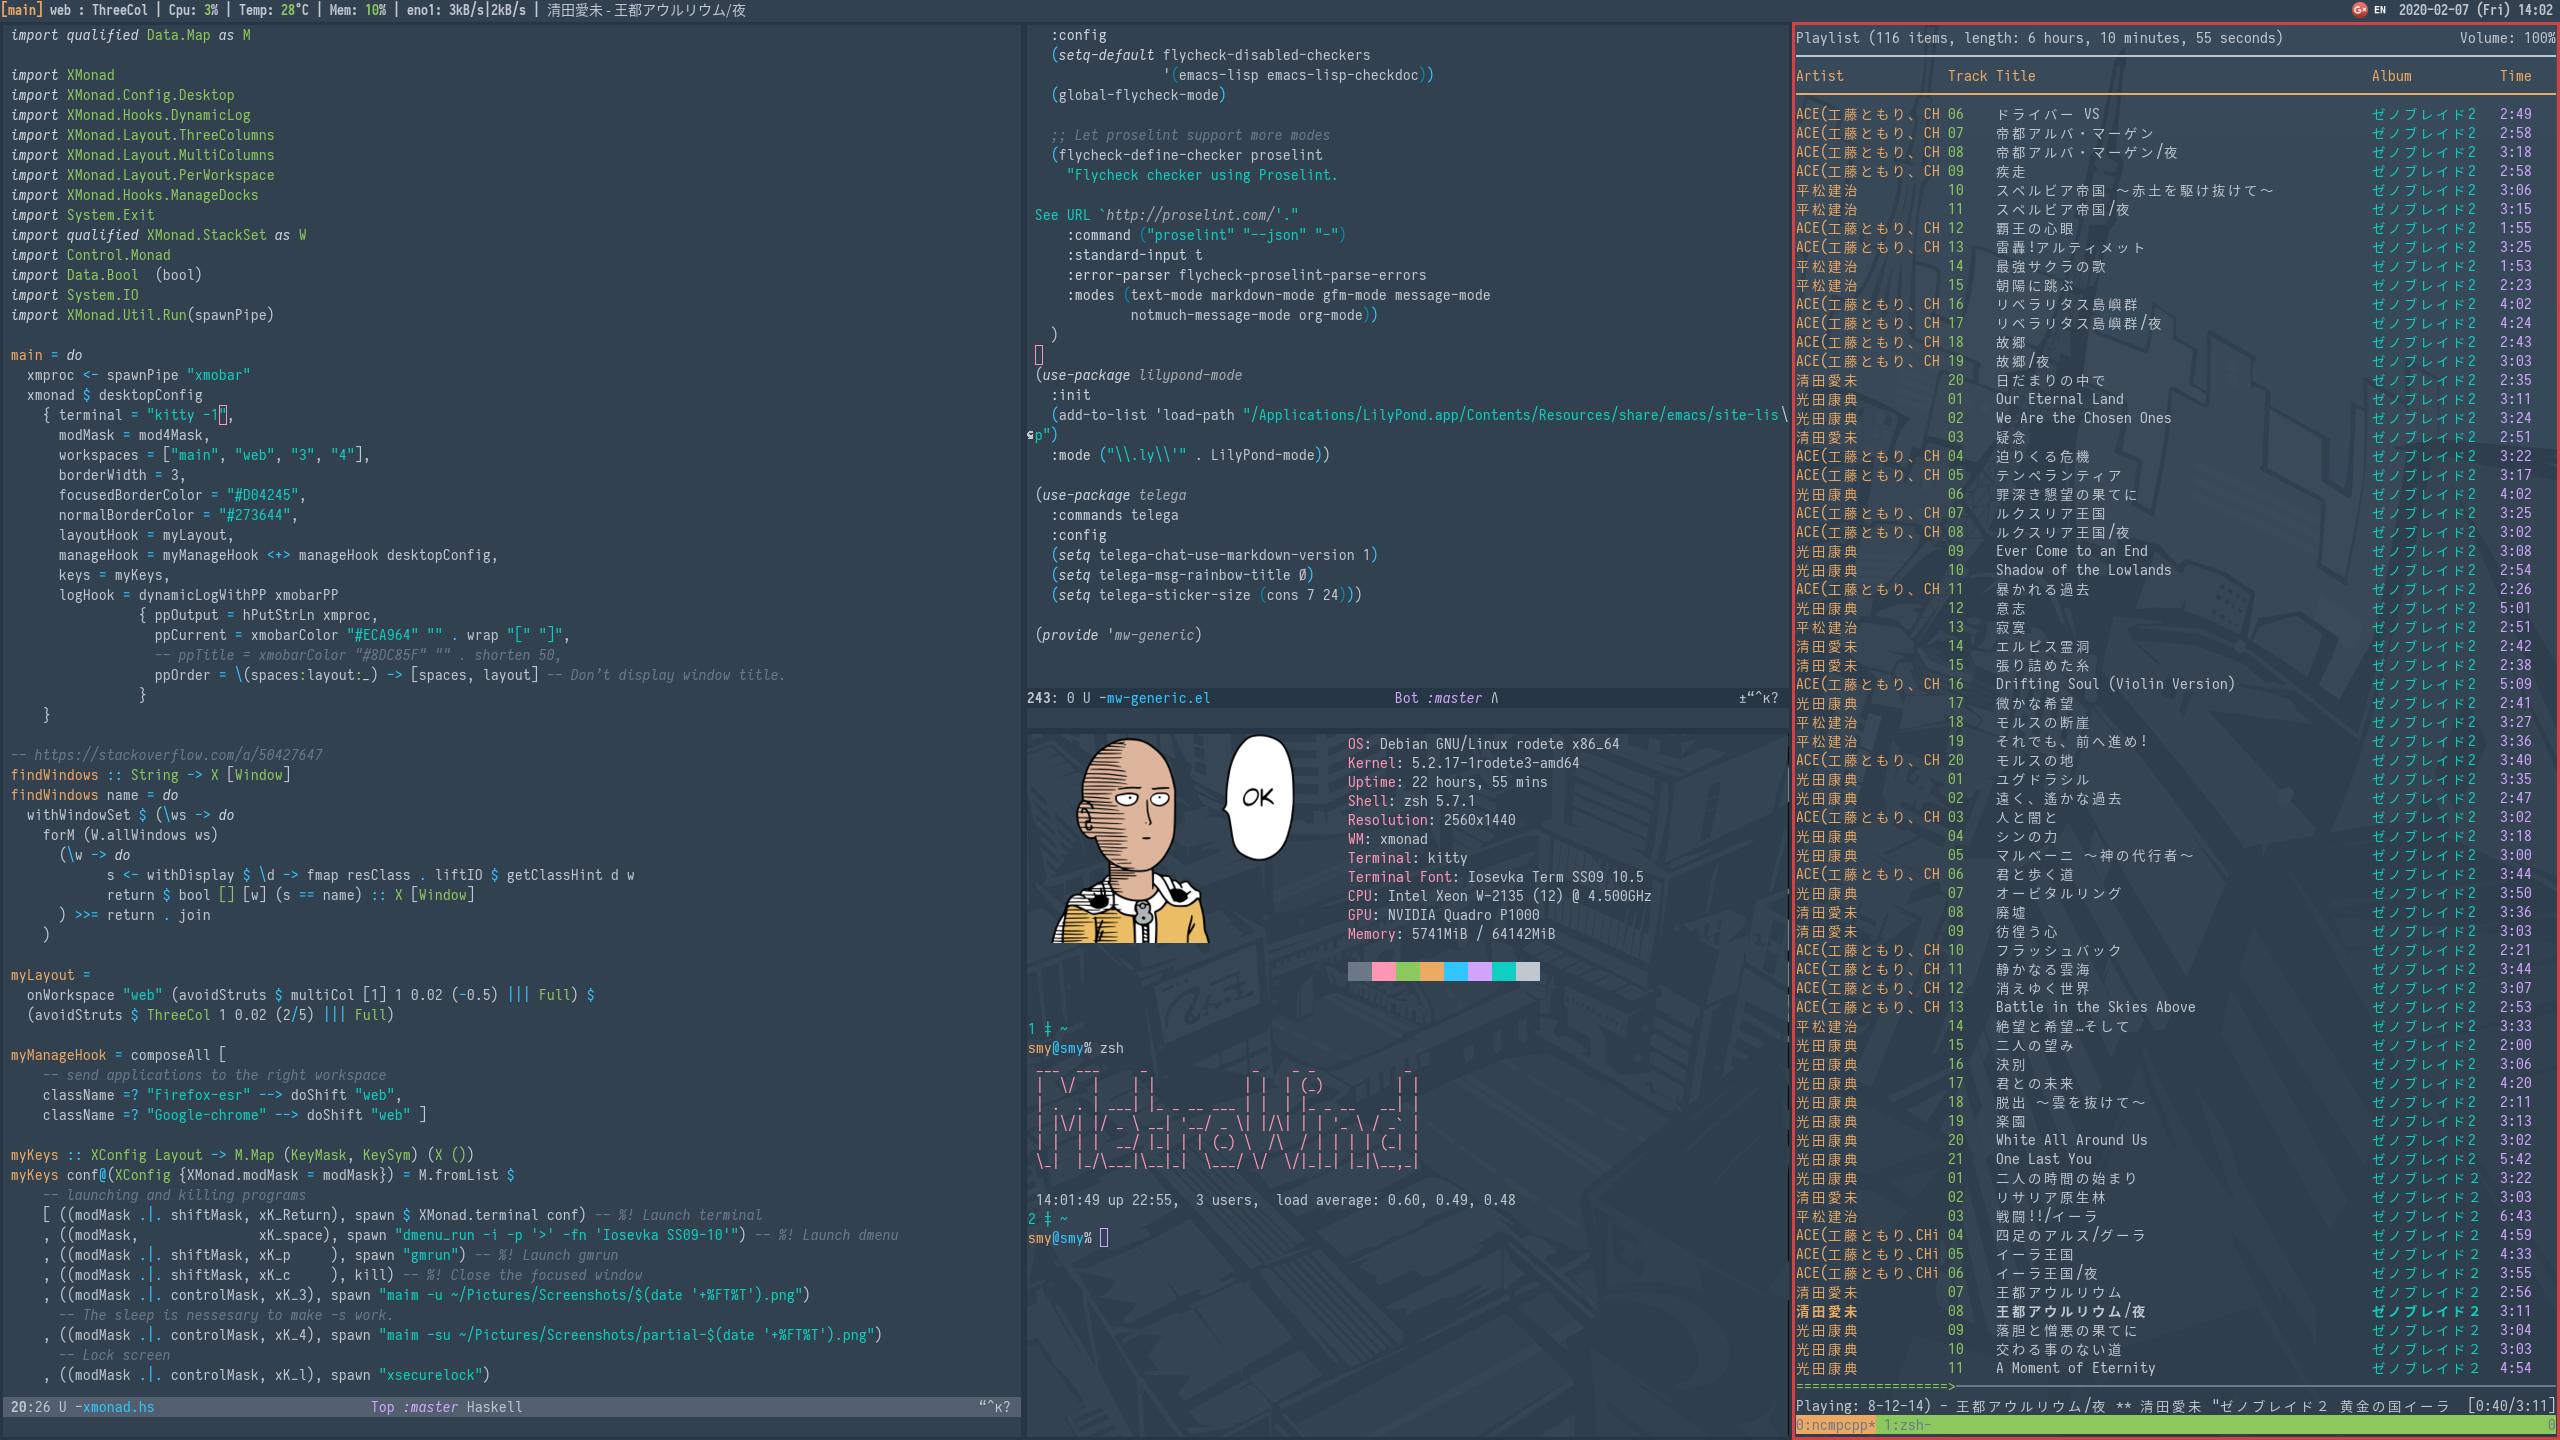 [main] web : ThreeCol | Cpu: 3% | Temp: 28°C | Mem: 10% | eno1: 3kB/s|2kB/s | 清田愛未 - 王都アウルリウム/夜
EN 2020-02-07 (Fri) 14:02
import qualified Data.Map as M
import XMonad
import XMonad.Config.Desktop
import XMonad.Hooks.DynamicLog
import XMonad.Layout.ThreeColumns
import XMonad.Layout.MultiColumns
import XMonad.Layout.PerWorkspace
import XMonad.Hooks.ManageDocks
import System.Exit
import qualified XMonad.StackSet as W
import Control.Monad
import Data.Bool  (bool)
import System.IO
import XMonad.Util.Run(spawnPipe)
main = do
  xmproc <- spawnPipe "xmobar"
  xmonad $ desktopConfig
    { terminal = "kitty -1",
      modMask = mod4Mask,
      workspaces = ["main", "web", "3", "4"],
      borderWidth = 3,
      focusedBorderColor = "#D04245",
      normalBorderColor = "#273644",
      layoutHook = myLayout,
      manageHook = myManageHook <+> manageHook desktopConfig,
      keys = myKeys,
      logHook = dynamicLogWithPP xmobarPP
                { ppOutput = hPutStrLn xmproc,
                  ppCurrent = xmobarColor "#ECA964" "" . wrap "[" "]",
                  -- ppTitle = xmobarColor "#8DC85F" "" . shorten 50,
                  ppOrder = \(spaces:layout:_) -> [spaces, layout] -- Don't display window title.
                }
    }
-- https://stackoverflow.com/a/50427647
findWindows :: String -> X [Window]
findWindows name = do
  withWindowSet $ (\ws -> do
    forM (W.allWindows ws)
      (\w -> do
            s <- withDisplay $ \d -> fmap resClass . liftIO $ getClassHint d w
            return $ bool [] [w] (s == name) :: X [Window]
      ) >>= return . join
    )
myLayout =
  onWorkspace "web" (avoidStruts $ multiCol [1] 1 0.02 (-0.5) ||| Full) $
  (avoidStruts $ ThreeCol 1 0.02 (2/5) ||| Full)
myManageHook = composeAll [
    -- send applications to the right workspace
    className =? "Firefox-esr" --> doShift "web",
    className =? "Google-chrome" --> doShift "web" ]
myKeys :: XConfig Layout -> M.Map (KeyMask, KeySym) (X ())
myKeys conf@(XConfig {XMonad.modMask = modMask}) = M.fromList $
    -- launching and killing programs
    [ ((modMask .|. shiftMask, xK_Return), spawn $ XMonad.terminal conf) -- %! Launch terminal
    , ((modMask,               xK_space), spawn "dmenu_run -i -p '>' -fn 'Iosevka SS09-10'") -- %! Launch dmenu
    , ((modMask .|. shiftMask, xK_p     ), spawn "gmrun") -- %! Launch gmrun
    , ((modMask .|. shiftMask, xK_c     ), kill) -- %! Close the focused window
    , ((modMask .|. controlMask, xK_3), spawn "maim -u ~/Pictures/Screenshots/$(date '+%FT%T').png")
      -- The sleep is nessesary to make -s work.
    , ((modMask .|. controlMask, xK_4), spawn "maim -su ~/Pictures/Screenshots/partial-$(date '+%FT%T').png")
      -- Lock screen
    , ((modMask .|. controlMask, xK_l), spawn "xsecurelock")
20:26 U -xmonad.hs Top :master Haskell “^κ?
  :config
  (setq-default flycheck-disabled-checkers
                '(emacs-lisp emacs-lisp-checkdoc))
  (global-flycheck-mode)
  ;; Let proselint support more modes
  (flycheck-define-checker proselint
    "Flycheck checker using Proselint.
See URL `http://proselint.com/'."
    :command ("proselint" "--json" "-")
    :standard-input t
    :error-parser flycheck-proselint-parse-errors
    :modes (text-mode markdown-mode gfm-mode message-mode
            notmuch-message-mode org-mode))
  )
(use-package lilypond-mode
  :init
  (add-to-list 'load-path "/Applications/LilyPond.app/Contents/Resources/share/emacs/site-lis\
p")
  :mode ("\\.ly\\'" . LilyPond-mode))
(use-package telega
  :commands telega
  :config
  (setq telega-chat-use-markdown-version 1)
  (setq telega-msg-rainbow-title 0)
  (setq telega-sticker-size (cons 7 24)))
(provide 'mw-generic)
243: 0 U -mw-generic.el Bot :master Λ ±“^κ?
OK
OS: Debian GNU/Linux rodete x86_64
Kernel: 5.2.17-1rodete3-amd64
Uptime: 22 hours, 55 mins
Shell: zsh 5.7.1
Resolution: 2560x1440
WM: xmonad
Terminal: kitty
Terminal Font: Iosevka Term SS09 10.5
CPU: Intel Xeon W-2135 (12) @ 4.500GHz
GPU: NVIDIA Quadro P1000
Memory: 5741MiB / 64142MiB
1 ‡ ~
smy@smy% zsh
 14:01:49 up 22:55,  3 users,  load average: 0.60, 0.49, 0.48
2 ‡ ~
smy@smy%
Playlist (116 items, length: 6 hours, 10 minutes, 55 seconds) Volume: 100%
Artist Track Title Album Time
ACE(工藤ともり、CH 06 ドライバー VS ゼノブレイド2 2:49
ACE(工藤ともり、CH 07 帝都アルバ・マーゲン ゼノブレイド2 2:58
ACE(工藤ともり、CH 08 帝都アルバ・マーゲン/夜 ゼノブレイド2 3:18
ACE(工藤ともり、CH 09 疾走 ゼノブレイド2 2:58
平松建治 10 スペルビア帝国 〜赤土を駆け抜けて〜 ゼノブレイド2 3:06
平松建治 11 スペルビア帝国/夜 ゼノブレイド2 3:15
ACE(工藤ともり、CH 12 覇王の心眼 ゼノブレイド2 1:55
ACE(工藤ともり、CH 13 雷轟!アルティメット ゼノブレイド2 3:25
平松建治 14 最強サクラの歌 ゼノブレイド2 1:53
平松建治 15 朝陽に跳ぶ ゼノブレイド2 2:23
ACE(工藤ともり、CH 16 リベラリタス島嶼群 ゼノブレイド2 4:02
ACE(工藤ともり、CH 17 リベラリタス島嶼群/夜 ゼノブレイド2 4:24
ACE(工藤ともり、CH 18 故郷 ゼノブレイド2 2:43
ACE(工藤ともり、CH 19 故郷/夜 ゼノブレイド2 3:03
清田愛未 20 日だまりの中で ゼノブレイド2 2:35
光田康典 01 Our Eternal Land ゼノブレイド2 3:11
光田康典 02 We Are the Chosen Ones ゼノブレイド2 3:24
清田愛未 03 疑念 ゼノブレイド2 2:51
ACE(工藤ともり、CH 04 迫りくる危機 ゼノブレイド2 3:22
ACE(工藤ともり、CH 05 テンペランティア ゼノブレイド2 3:17
光田康典 06 罪深き懇望の果てに ゼノブレイド2 4:02
ACE(工藤ともり、CH 07 ルクスリア王国 ゼノブレイド2 3:25
ACE(工藤ともり、CH 08 ルクスリア王国/夜 ゼノブレイド2 3:02
光田康典 09 Ever Come to an End ゼノブレイド2 3:08
光田康典 10 Shadow of the Lowlands ゼノブレイド2 2:54
ACE(工藤ともり、CH 11 暴かれる過去 ゼノブレイド2 2:26
光田康典 12 意志 ゼノブレイド2 5:01
平松建治 13 寂寞 ゼノブレイド2 2:51
清田愛未 14 エルピス霊洞 ゼノブレイド2 2:42
清田愛未 15 張り詰めた糸 ゼノブレイド2 2:38
ACE(工藤ともり、CH 16 Drifting Soul (Violin Version) ゼノブレイド2 5:09
光田康典 17 微かな希望 ゼノブレイド2 2:41
平松建治 18 モルスの断崖 ゼノブレイド2 3:27
平松建治 19 それでも、前へ進め! ゼノブレイド2 3:36
ACE(工藤ともり、CH 20 モルスの地 ゼノブレイド2 3:40
光田康典 01 ユグドラシル ゼノブレイド2 3:35
光田康典 02 遠く、遙かな過去 ゼノブレイド2 2:47
ACE(工藤ともり、CH 03 人と闇と ゼノブレイド2 3:02
光田康典 04 シンの力 ゼノブレイド2 3:18
光田康典 05 マルベーニ 〜神の代行者〜 ゼノブレイド2 3:00
ACE(工藤ともり、CH 06 君と歩く道 ゼノブレイド2 3:44
光田康典 07 オービタルリング ゼノブレイド2 3:50
清田愛未 08 廃墟 ゼノブレイド2 3:36
清田愛未 09 彷徨う心 ゼノブレイド2 3:03
ACE(工藤ともり、CH 10 フラッシュバック ゼノブレイド2 2:21
ACE(工藤ともり、CH 11 静かなる雲海 ゼノブレイド2 3:44
ACE(工藤ともり、CH 12 消えゆく世界 ゼノブレイド2 3:07
ACE(工藤ともり、CH 13 Battle in the Skies Above ゼノブレイド2 2:53
平松建治 14 絶望と希望…そして ゼノブレイド2 3:33
光田康典 15 二人の望み ゼノブレイド2 2:00
光田康典 16 決別 ゼノブレイド2 3:06
光田康典 17 君との未来 ゼノブレイド2 4:20
光田康典 18 脱出 〜雲を抜けて〜 ゼノブレイド2 2:11
光田康典 19 楽園 ゼノブレイド2 3:13
光田康典 20 White All Around Us ゼノブレイド2 3:02
光田康典 21 One Last You ゼノブレイド2 5:42
光田康典 01 二人の時間の始まり ゼノブレイド２ 3:22
清田愛未 02 リサリア原生林 ゼノブレイド２ 3:03
平松建治 03 戦闘!!/イーラ ゼノブレイド２ 6:43
ACE(工藤ともり､CHi 04 四足のアルス/グーラ ゼノブレイド２ 4:59
ACE(工藤ともり､CHi 05 イーラ王国 ゼノブレイド２ 4:33
ACE(工藤ともり､CHi 06 イーラ王国/夜 ゼノブレイド２ 3:55
清田愛未 07 王都アウルリウム ゼノブレイド２ 2:56
清田愛未 08 王都アウルリウム/夜 ゼノブレイド２ 3:11
光田康典 09 落胆と憎悪の果てに ゼノブレイド２ 3:04
光田康典 10 交わる事のない道 ゼノブレイド２ 3:03
光田康典 11 A Moment of Eternity ゼノブレイド２ 4:54
===================>
Playing: 8-12-14) - 王都アウルリウム/夜 ** 清田愛未 "ゼノブレイド２ 黄金の国イーラ [0:40/3:11]
0:ncmpcpp* 1:zsh- 0